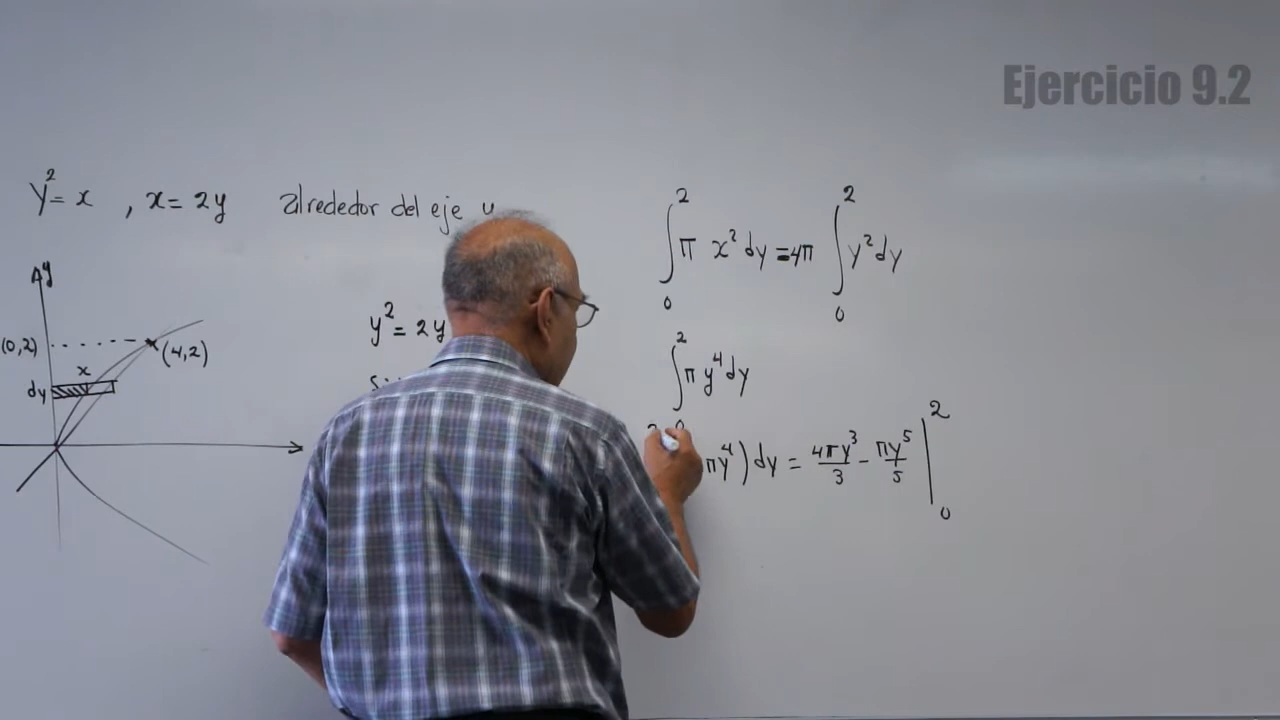 Ejercicio 9.2
y² = x , x = 2y alrededor del eje y
y
(0,2)
(4,2)
x
dy
y² = 2y
∫₀² π x² dy = 4π ∫₀² y² dy
∫₀² π y⁴ dy
πy⁴) dy = 4πy³/3 - πy⁵/5 |₀²